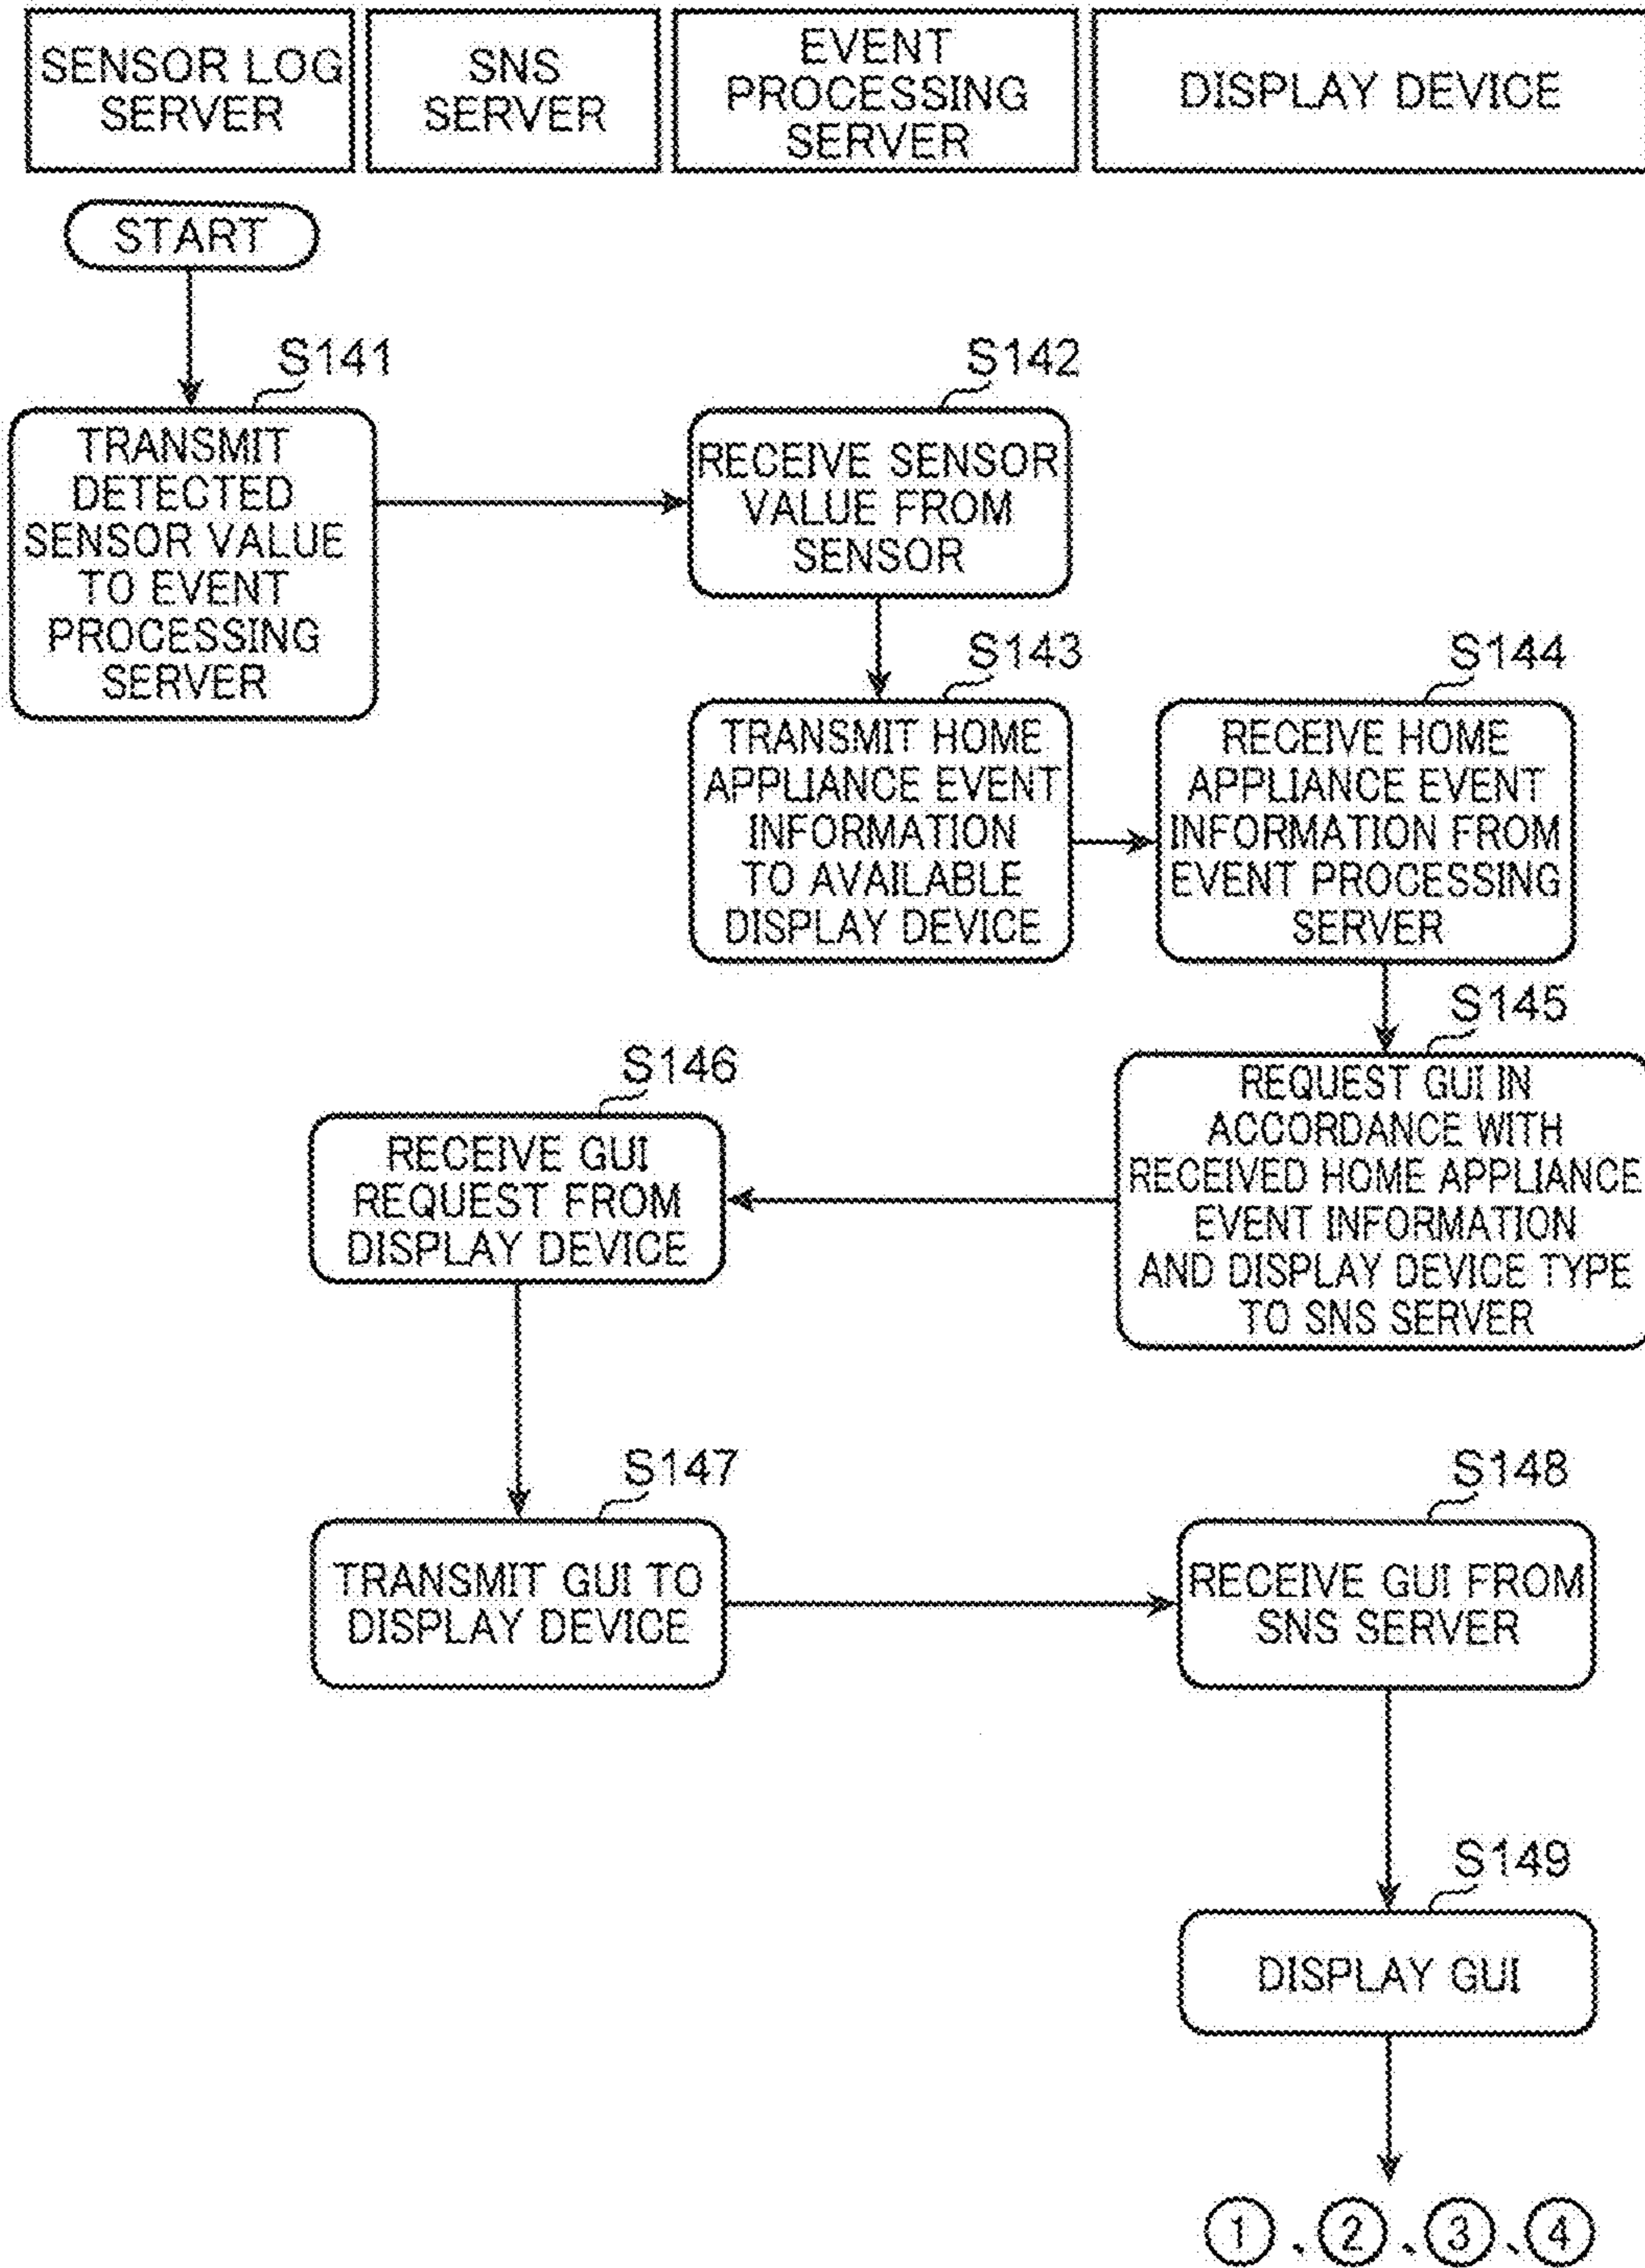 SENSOR LOG
SERVER
SNS
SERVER
EVENT
PROCESSING
SERVER
DISPLAY DEVICE
START
S141
TRANSMIT
DETECTED
SENSOR VALUE
TO EVENT
PROCESSING
SERVER
S142
RECEIVE SENSOR
VALUE FROM
SENSOR
S143
TRANSMIT HOME
APPLIANCE EVENT
INFORMATION
TO AVAILABLE
DISPLAY DEVICE
S144
RECEIVE HOME
APPLIANCE EVENT
INFORMATION FROM
EVENT PROCESSING
SERVER
S145
REQUEST GUI IN
ACCORDANCE WITH
RECEIVED HOME APPLIANCE
EVENT INFORMATION
AND DISPLAY DEVICE TYPE
TO SNS SERVER
S146
RECEIVE GUI
REQUEST FROM
DISPLAY DEVICE
S147
TRANSMIT GUI TO
DISPLAY DEVICE
S148
RECEIVE GUI FROM
SNS SERVER
S149
DISPLAY GUI
①、②、③、④